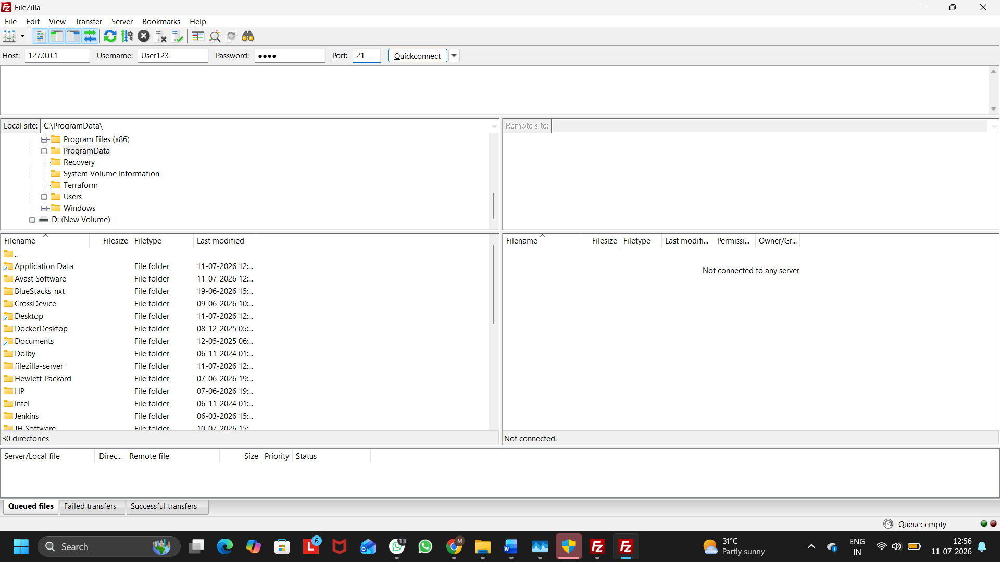 FileZilla
File Edit View Transfer Server Bookmarks Help
Host: 127.0.0.1 Username: User123 Password: ●●●● Port: 21 Quickconnect
Local site: C:\ProgramData\
Program Files (x86)
ProgramData
Recovery
System Volume Information
Terraform
Users
Windows
D: (New Volume)
Remote site:
Filename Filesize Filetype Last modified
..
Application Data File folder 11-07-2026 12:...
Avast Software File folder 11-07-2026 12:...
BlueStacks_nxt File folder 19-06-2026 15:...
CrossDevice File folder 09-06-2026 10:...
Desktop File folder 11-07-2026 12:...
DockerDesktop File folder 08-12-2025 05:...
Documents File folder 12-05-2025 06:...
Dolby File folder 06-11-2024 01:...
filezilla-server File folder 11-07-2026 12:...
Hewlett-Packard File folder 07-06-2026 19:...
HP File folder 07-06-2026 19:...
Intel File folder 06-11-2024 01:...
Jenkins File folder 06-03-2026 15:...
JH Software File folder 10-07-2026 15:
30 directories
Filename Filesize Filetype Last modifi... Permissi... Owner/Gr...
Not connected to any server
Not connected.
Server/Local file Direc... Remote file Size Priority Status
Queued files Failed transfers Successful transfers
Queue: empty
Search
6
13
M
31°C
Partly sunny
ENG
IN
12:56
11-07-2026